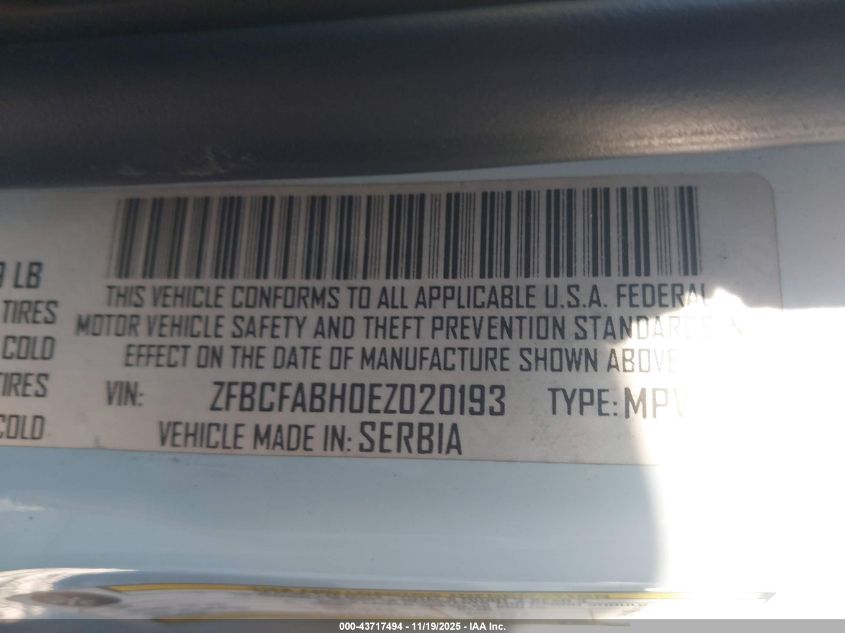 9 LB
TIRES
COLD
TIRES
COLD
THIS VEHICLE CONFORMS TO ALL APPLICABLE U.S.A. FEDERAL
MOTOR VEHICLE SAFETY AND THEFT PREVENTION STANDARDS IN
EFFECT ON THE DATE OF MANUFACTURE SHOWN ABOVE
VIN: ZFBCFABH0EZ020193 TYPE: MPV
VEHICLE MADE IN: SERBIA
000-43717494 - 11/19/2025 - IAA Inc.